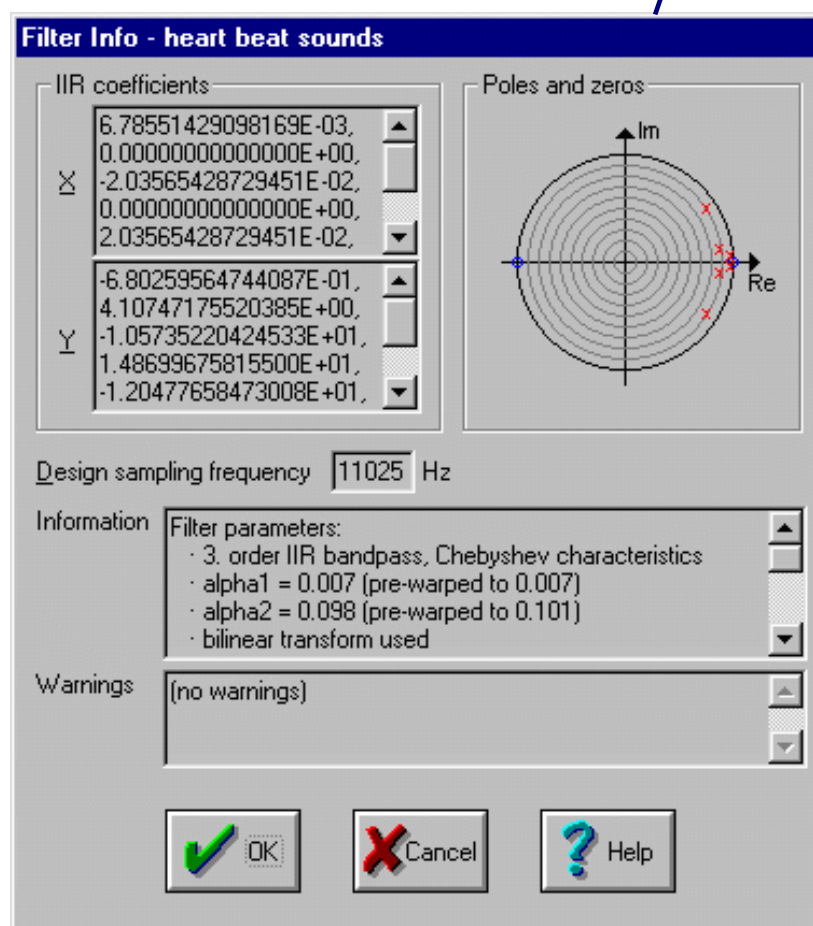 Filter Info - heart beat sounds
IIR coefficients
X
6.78551429098169E-03,
0.00000000000000E+00,
-2.03565428729451E-02,
0.00000000000000E+00,
2.03565428729451E-02,
Y
-6.80259564744087E-01,
4.10747175520385E+00,
-1.05735220424533E+01,
1.48699675815500E+01,
-1.20477658473008E+01,
Poles and zeros
Im
Re
Design sampling frequency 11025 Hz
Information
Filter parameters:
· 3. order IIR bandpass, Chebyshev characteristics
· alpha1 = 0.007 (pre-warped to 0.007)
· alpha2 = 0.098 (pre-warped to 0.101)
· bilinear transform used
Warnings
(no warnings)
OK
Cancel
? Help